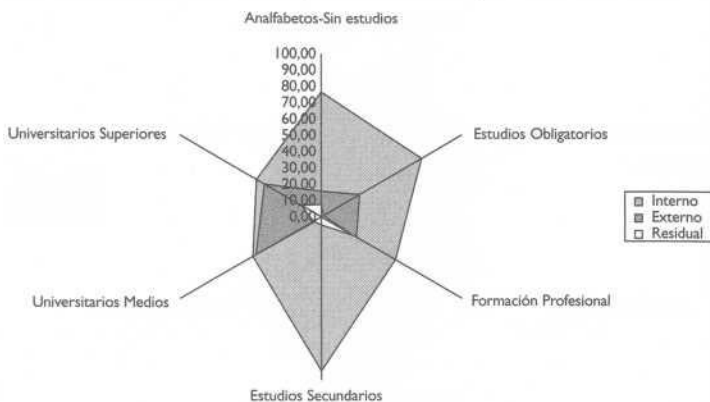 Analfabetos-Sin estudios
100,00
90,00
80,00
70,00
60,00
50,00
40,00
30,00
20,00
10,00
0,00
Universitarios Superiores
Estudios Obligatorios
Interno
Externo
Residual
Universitarios Medios
Formación Profesional
Estudios Secundarios